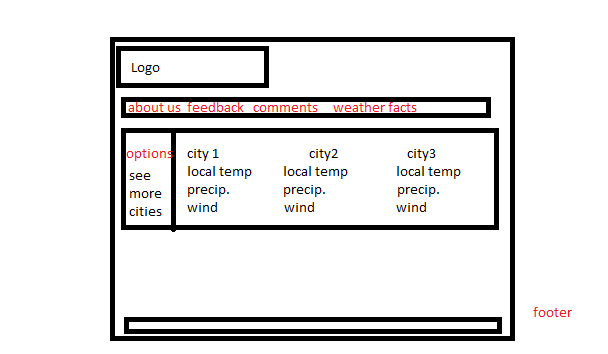 Logo
about us feedback comments weather facts
options
see
more
cities
city 1
local temp
precip.
wind
city2
local temp
precip.
wind
city3
local temp
precip.
wind
footer